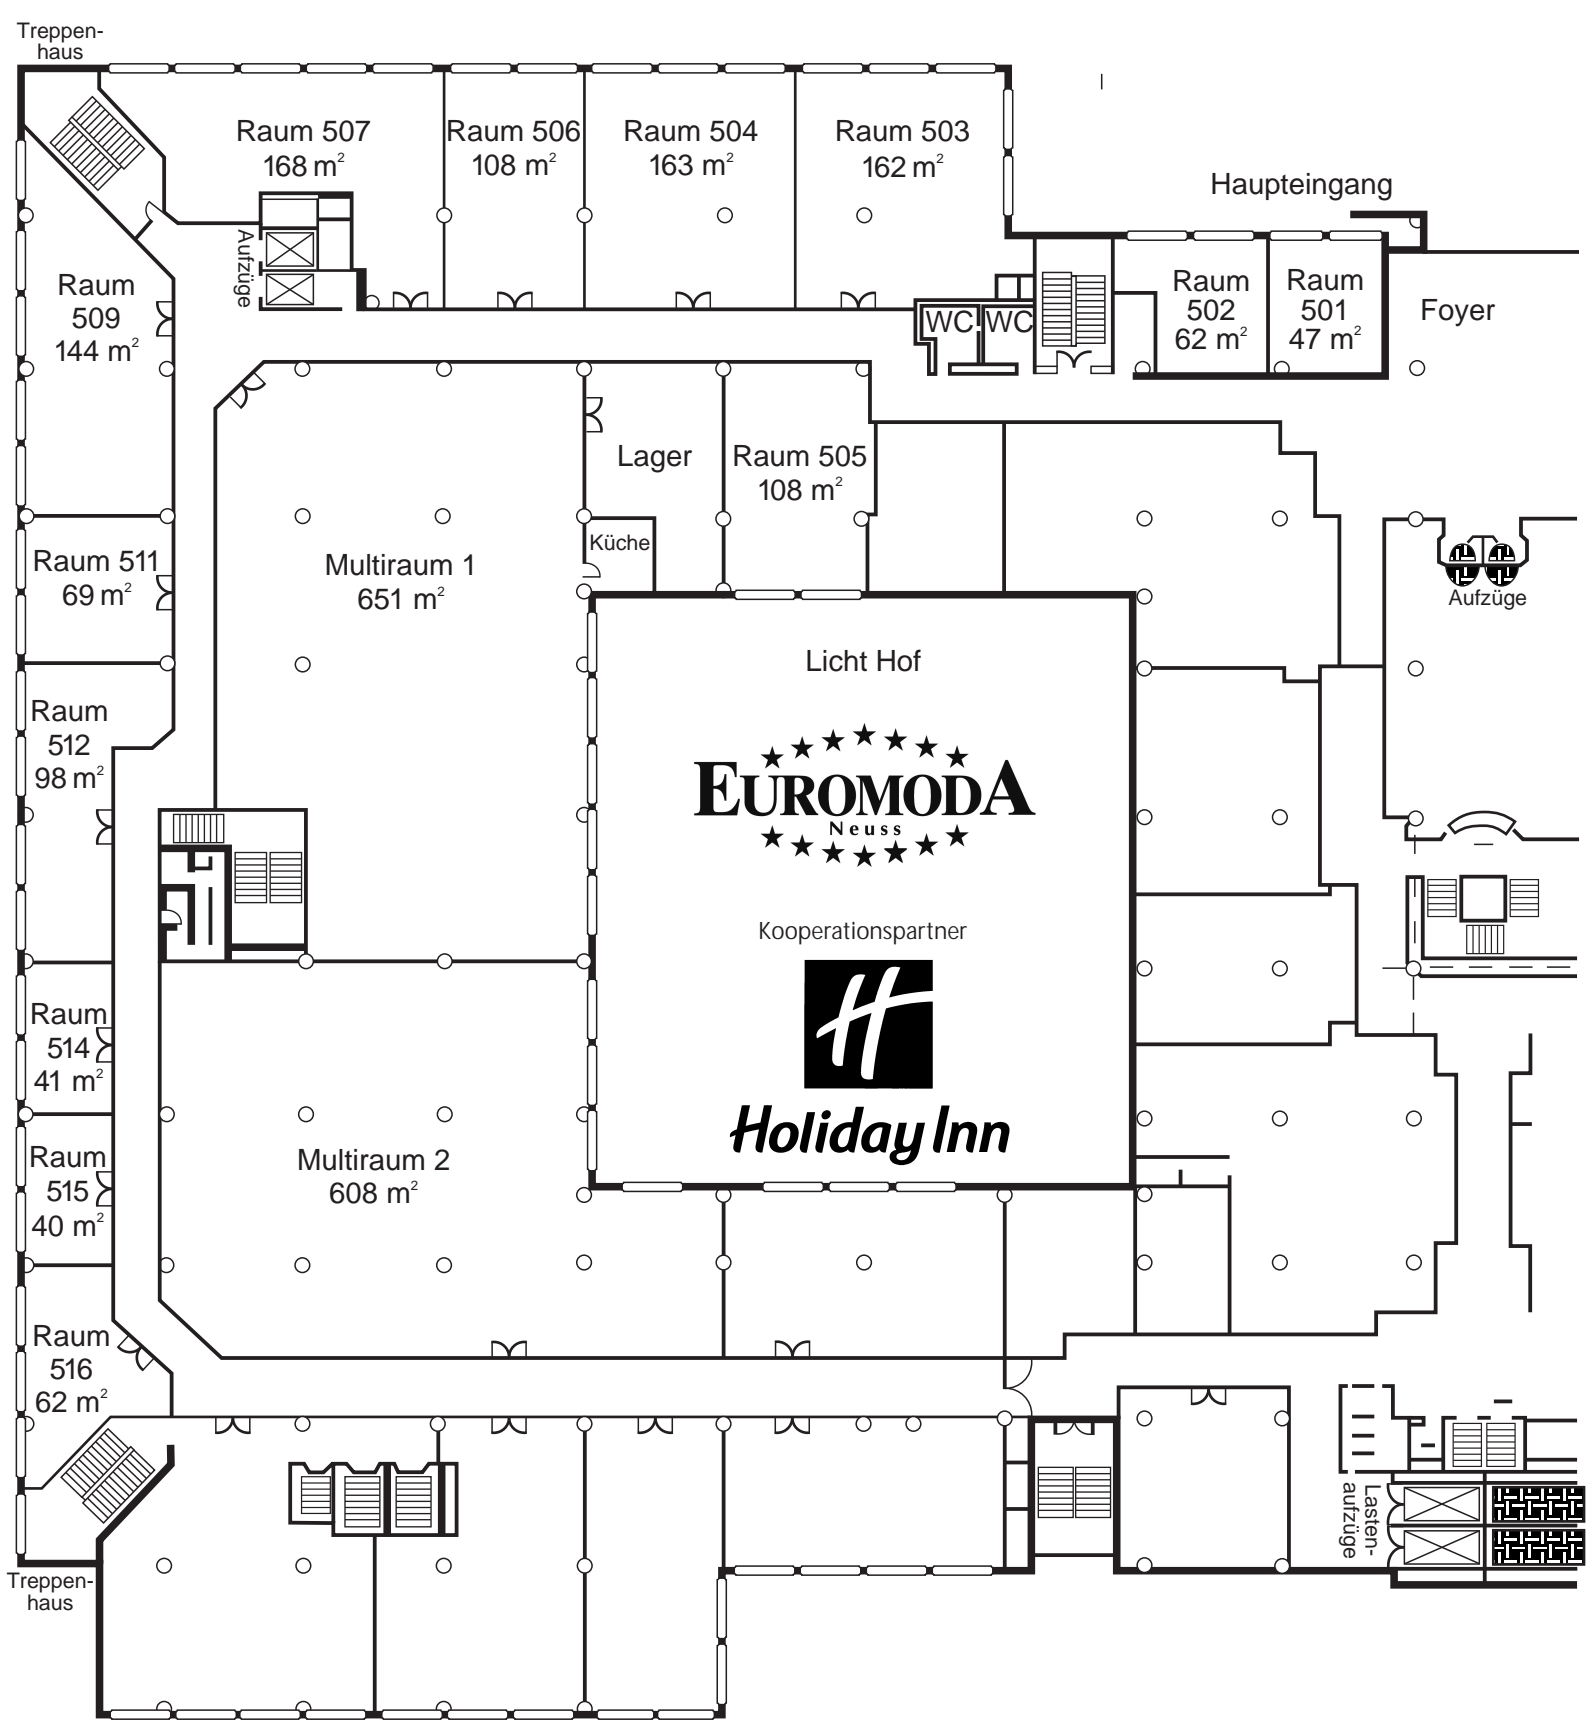 Treppen-
haus
Raum 507
168 m²
Raum 506
108 m²
Raum 504
163 m²
Raum 503
162 m²
Haupteingang
Aufzüge
Raum
509
144 m²
WC
WC
Raum
502
62 m²
Raum
501
47 m²
Foyer
Lager
Raum 505
108 m²
Küche
Raum 511
69 m²
Multiraum 1
651 m²
Aufzüge
Licht Hof
Raum
512
98 m²
EUROMODA
Neuss
Kooperationspartner
H
Holiday Inn
Raum
514
41 m²
Raum
515
40 m²
Multiraum 2
608 m²
Raum
516
62 m²
Lasten-
aufzüge
Treppen-
haus